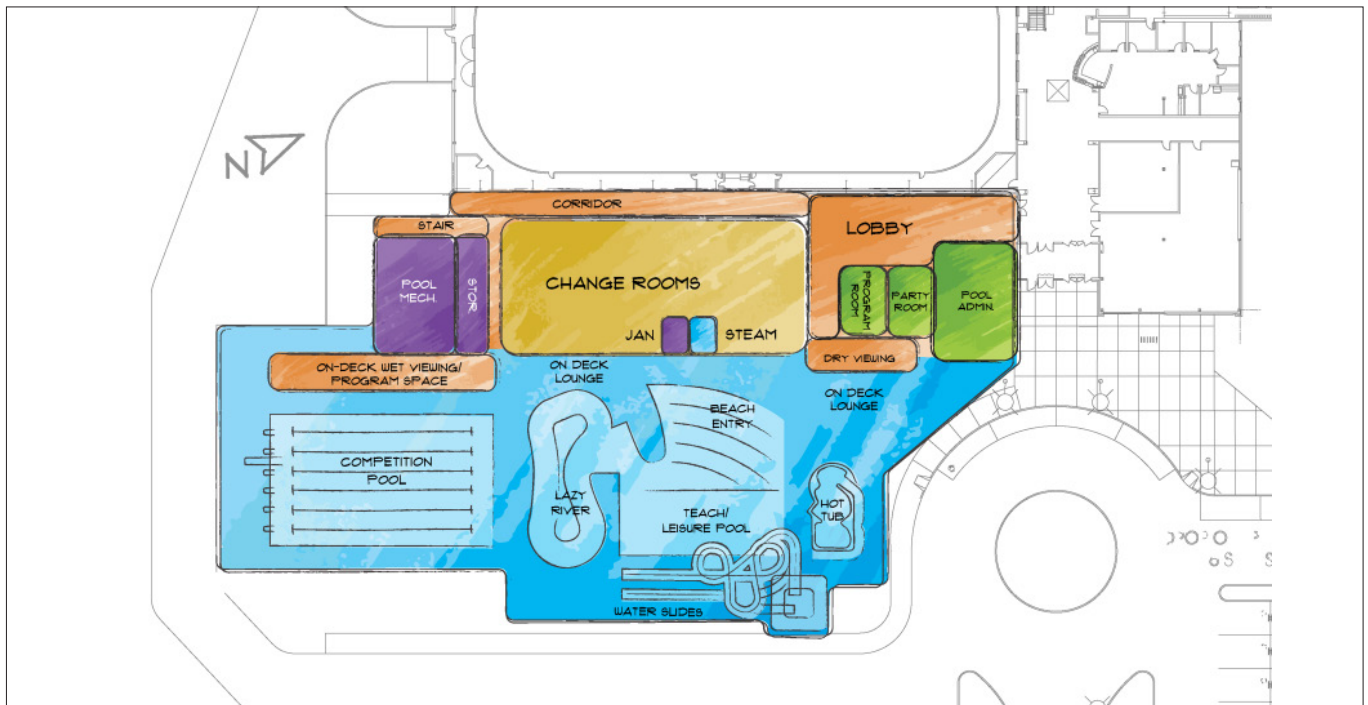 N
CORRIDOR
STAIR
LOBBY
POOL
MECH.
STOR.
CHANGE ROOMS
PROGRAM
ROOM
PARTY
ROOM
POOL
ADMN.
JAN
STEAM
ON-DECK WET VIEWING/
PROGRAM SPACE
ON DECK
LOUNGE
DRY VIEWING
ON DECK
LOUNGE
BEACH
ENTRY
COMPETITION
POOL
LAZY
RIVER
TEACH/
LEISURE POOL
HOT
TUB
WATER SLIDES